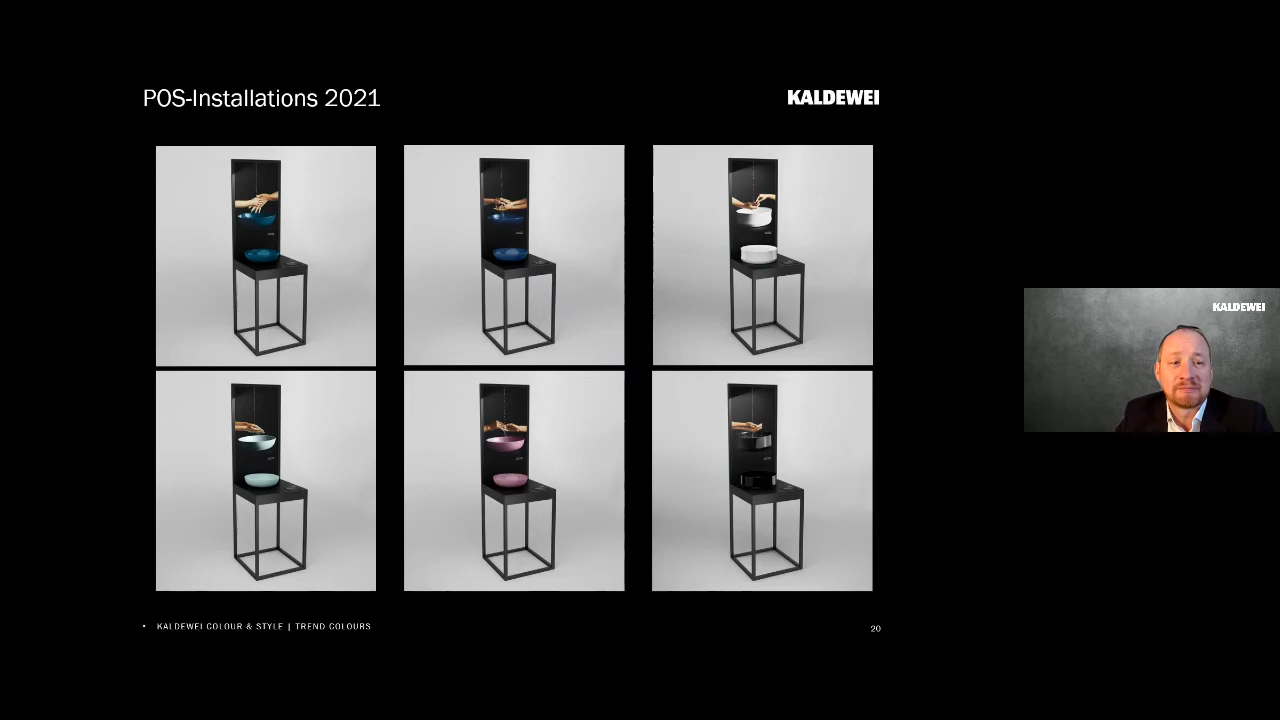 POS-Installations 2021
KALDEWEI
KALDEWEI
• KALDEWEI COLOUR & STYLE | TREND COLOURS
20